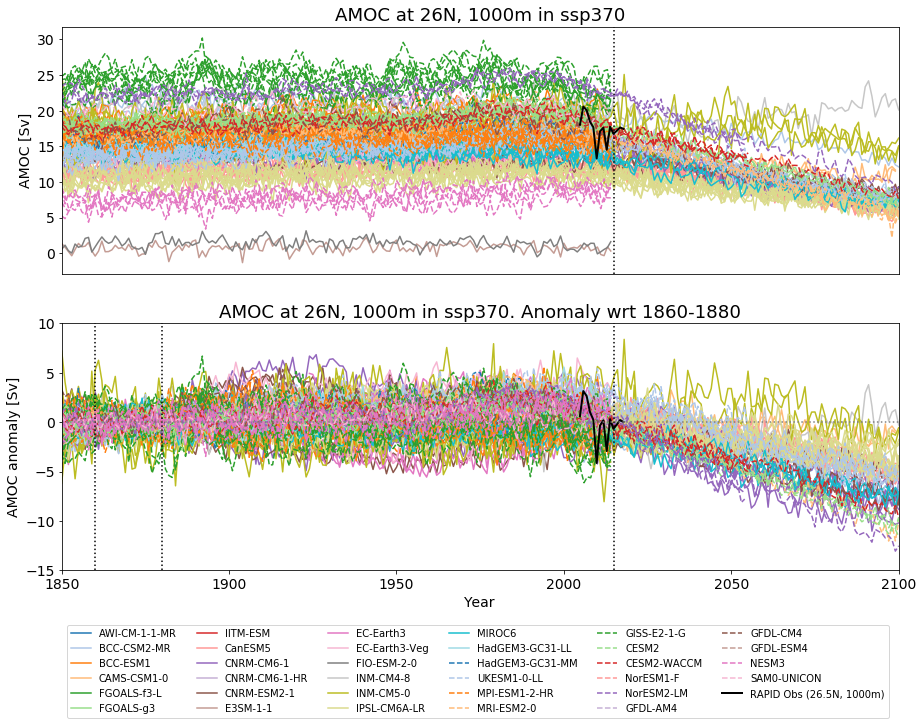 AMOC at 26N, 1000m in ssp370
AMOC [Sv]
30
25
20
15
10
5
0
AMOC at 26N, 1000m in ssp370. Anomaly wrt 1860-1880
AMOC anomaly [Sv]
10
5
0
−5
−10
−15
1850 1900 1950 2000 2050 2100
Year
AWI-CM-1-1-MR IITM-ESM EC-Earth3 MIROC6 GISS-E2-1-G GFDL-CM4
BCC-CSM2-MR CanESM5 EC-Earth3-Veg HadGEM3-GC31-LL CESM2 GFDL-ESM4
BCC-ESM1 CNRM-CM6-1 FIO-ESM-2-0 HadGEM3-GC31-MM CESM2-WACCM NESM3
CAMS-CSM1-0 CNRM-CM6-1-HR INM-CM4-8 UKESM1-0-LL NorESM1-F SAM0-UNICON
FGOALS-f3-L CNRM-ESM2-1 INM-CM5-0 MPI-ESM1-2-HR NorESM2-LM RAPID Obs (26.5N, 1000m)
FGOALS-g3 E3SM-1-1 IPSL-CM6A-LR MRI-ESM2-0 GFDL-AM4